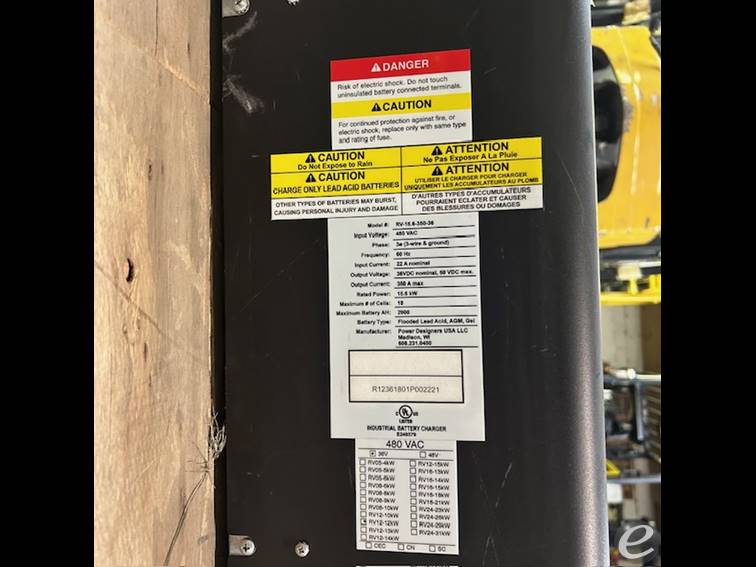 DANGER
Risk of electric shock. Do not touch
uninsulated battery connected terminals.
CAUTION
For continued protection against fire, or
electric shock, replace only with same type
and rating of fuse.
CAUTION
Do Not Expose to Rain
ATTENTION
Ne Pas Exposer A La Pluie
CAUTION
CHARGE ONLY LEAD ACID BATTERIES
ATTENTION
UTILISER LE CHARGER POUR CHARGER
UNIQUEMENT LES ACCUMULATEURS AU PLOMB
OTHER TYPES OF BATTERIES MAY BURST,
CAUSING PERSONAL INJURY AND DAMAGE
D'AUTRES TYPES D'ACCUMULATEURS
POURRAIENT ECLATER ET CAUSER
DES BLESSURES OU DOMAGES
Model #: RV-15.6-350-36
Input Voltage: 480 VAC
Phase: 3ø (3-wire & ground)
Frequency: 60 Hz
Input Current: 22 A nominal
Output Voltage: 36VDC nominal, 50 VDC max.
Output Current: 350 A max
Rated Power: 15.6 kW
Maximum # of Cells: 18
Maximum Battery AH: 2000
Battery Type: Flooded Lead Acid, AGM, Gel
Manufacturer: Power Designers USA LLC
Madison, WI
608.231.0450
R12361801P002221
C UL US
LISTED
INDUSTRIAL BATTERY CHARGER
E246579
480 VAC
36V 48V
RV05-4kW RV12-15kW
RV05-5kW RV16-13kW
RV05-6kW RV16-14kW
RV08-6kW RV16-15kW
RV08-8kW RV16-18kW
RV08-9kW RV16-21kW
RV08-10kW RV24-23kW
RV12-12kW RV24-26kW
RV12-12kW RV24-29kW
RV12-13kW RV24-31kW
RV12-14kW
CEC CN SC
e